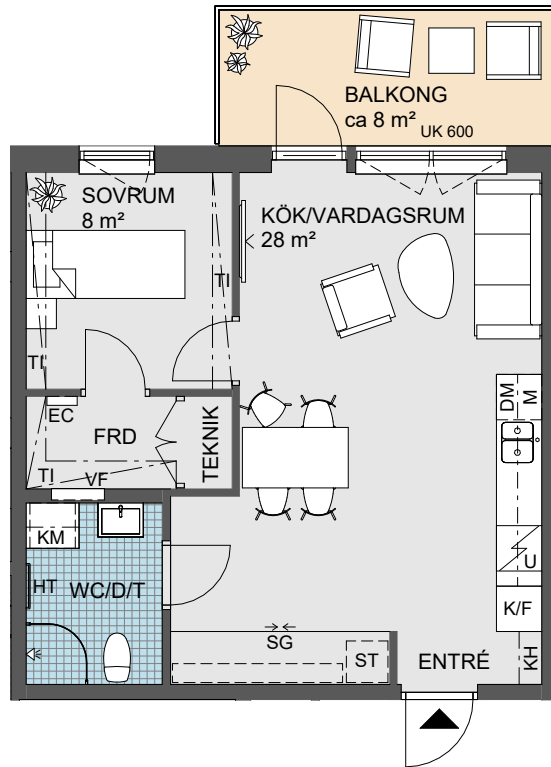 BALKONG
ca 8 m²
UK 600
SOVRUM
8 m²
KÖK/VARDAGSRUM
28 m²
TI
TI
DM
M
EC
FRD
TEKNIK
TI
VF
KM
U
HT
WC/D/T
K/F
SG
ST
ENTRÉ
KH